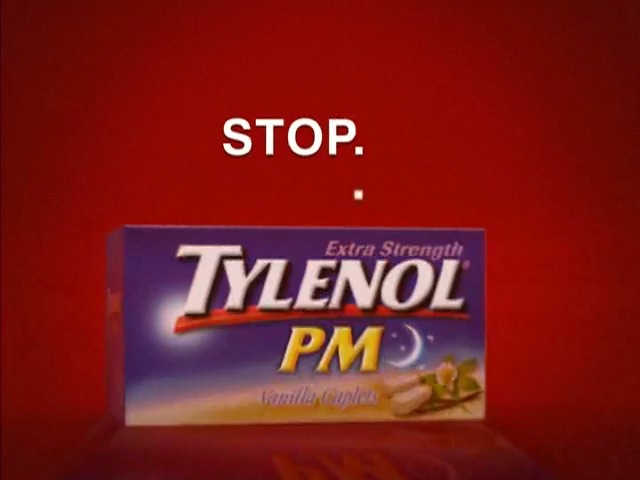 STOP.
.
Extra Strength
TYLENOL®
PM
Vanilla Caplets